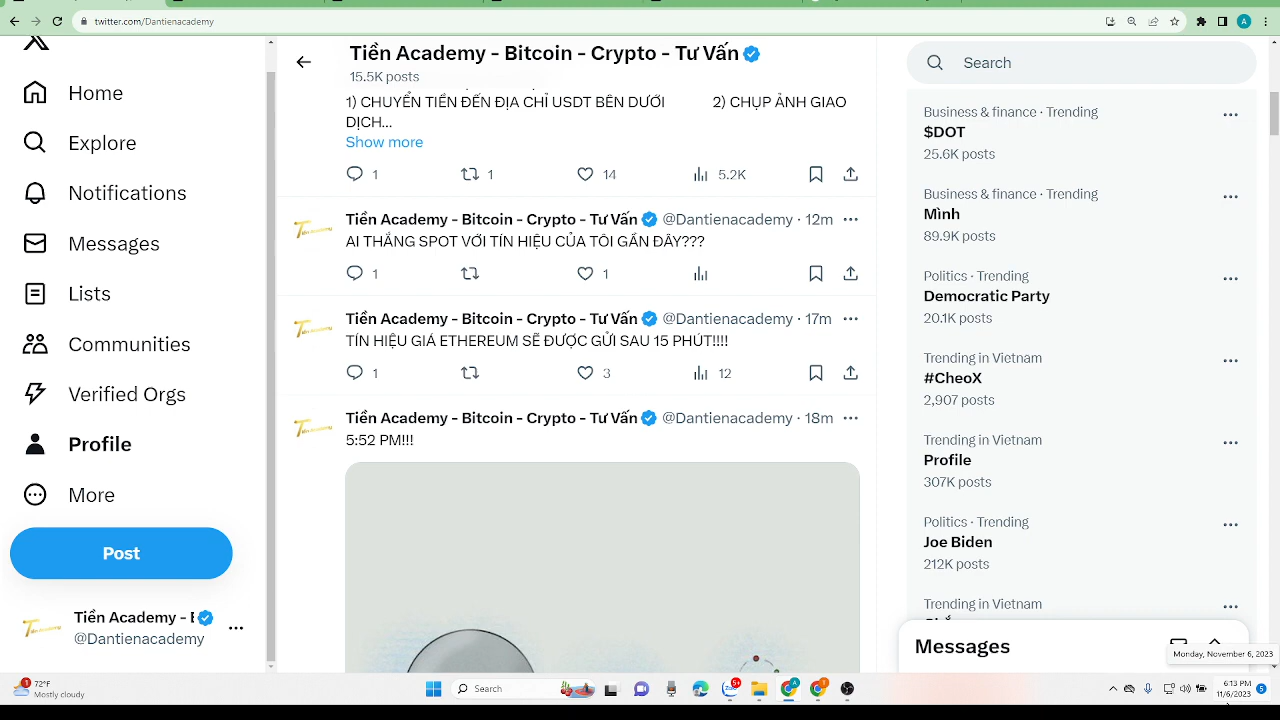 twitter.com/Dantienacademy
Home
Explore
Notifications
Messages
Lists
Communities
Verified Orgs
Profile
More
Post
Tiền Academy - E
@Dantienacademy
Tiền Academy - Bitcoin - Crypto - Tư Vấn
15.5K posts
1) CHUYỂN TIỀN ĐẾN ĐỊA CHỈ USDT BÊN DƯỚI 2) CHỤP ẢNH GIAO
DỊCH...
Show more
1 1 14 5.2K
Tiền Academy - Bitcoin - Crypto - Tư Vấn @Dantienacademy · 12m
AI THẮNG SPOT VỚI TÍN HIỆU CỦA TÔI GẦN ĐÂY???
1 1
Tiền Academy - Bitcoin - Crypto - Tư Vấn @Dantienacademy · 17m
TÍN HIỆU GIÁ ETHEREUM SẼ ĐƯỢC GỬI SAU 15 PHÚT!!!!
1 3 12
Tiền Academy - Bitcoin - Crypto - Tư Vấn @Dantienacademy · 18m
5:52 PM!!!
Search
Business & finance · Trending
$DOT
25.6K posts
Business & finance · Trending
Mình
89.9K posts
Politics · Trending
Democratic Party
20.1K posts
Trending in Vietnam
#CheoX
2,907 posts
Trending in Vietnam
Profile
307K posts
Politics · Trending
Joe Biden
212K posts
Trending in Vietnam
Messages
Monday, November 6, 2023
72°F
Mostly cloudy
Search
6:13 PM
11/6/2023